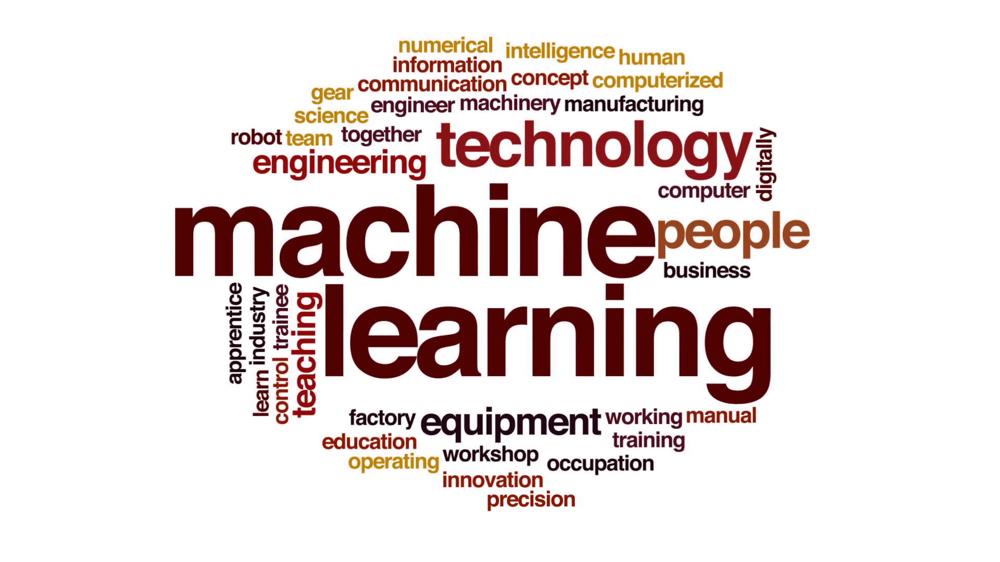 numerical intelligence human
information
communication concept computerized
gear engineer machinery manufacturing
science
robot team together technology digitally
engineering
computer
machine people
business
apprentice industry trainee teaching learning
learn control
factory equipment working manual
education training
operating workshop occupation
innovation
precision